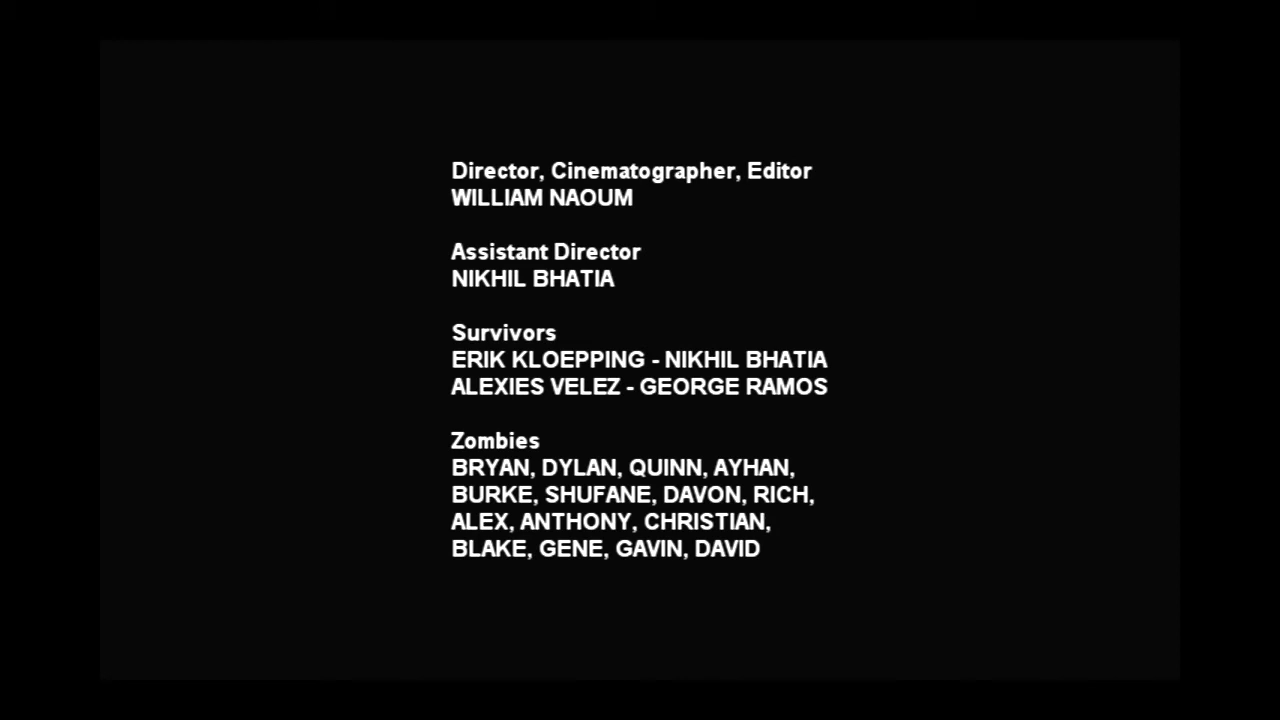 Director, Cinematographer, Editor
WILLIAM NAOUM
Assistant Director
NIKHIL BHATIA
Survivors
ERIK KLOEPPING - NIKHIL BHATIA
ALEXIES VELEZ - GEORGE RAMOS
Zombies
BRYAN, DYLAN, QUINN, AYHAN,
BURKE, SHUFANE, DAVON, RICH,
ALEX, ANTHONY, CHRISTIAN,
BLAKE, GENE, GAVIN, DAVID